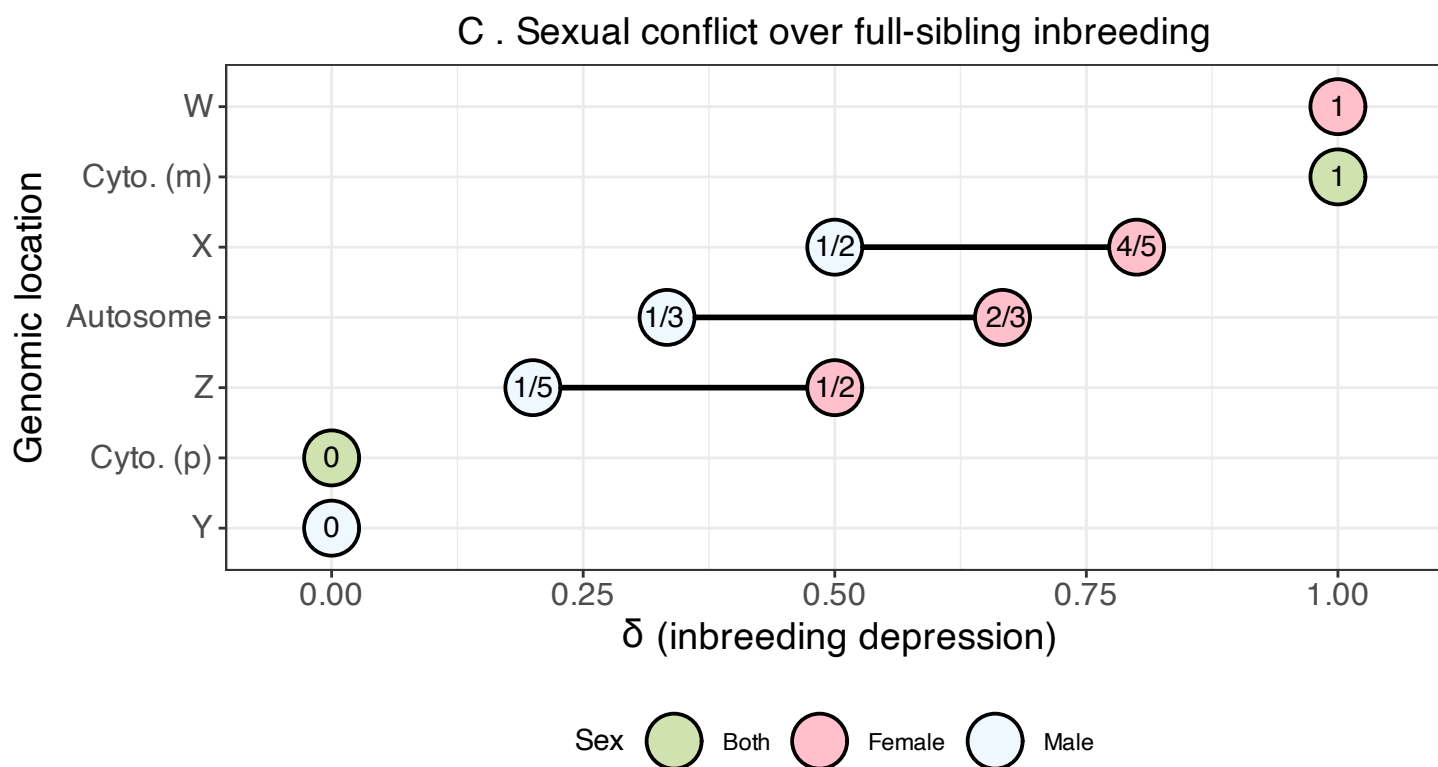 C . Sexual conflict over full-sibling inbreeding
Genomic location
W 1
Cyto. (m) 1
X 1/2 4/5
Autosome 1/3 2/3
Z 1/5 1/2
Cyto. (p) 0
Y 0
0.00 0.25 0.50 0.75 1.00
δ (inbreeding depression)
Sex Both Female Male